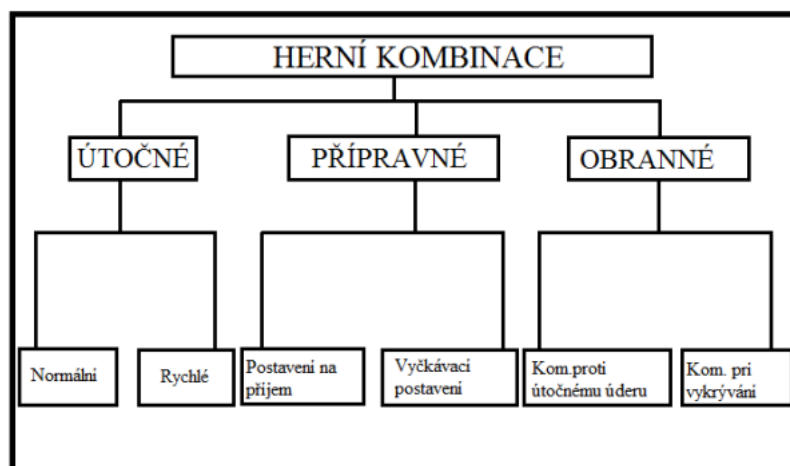 HERNÍ KOMBINACE
ÚTOČNÉ
PŘÍPRAVNÉ
OBRANNÉ
Normální
Rychlé
Postavení na
příjem
Vyčkávací
postavení
Kom.proti
útočnému úderu
Kom. pri
vykrývání